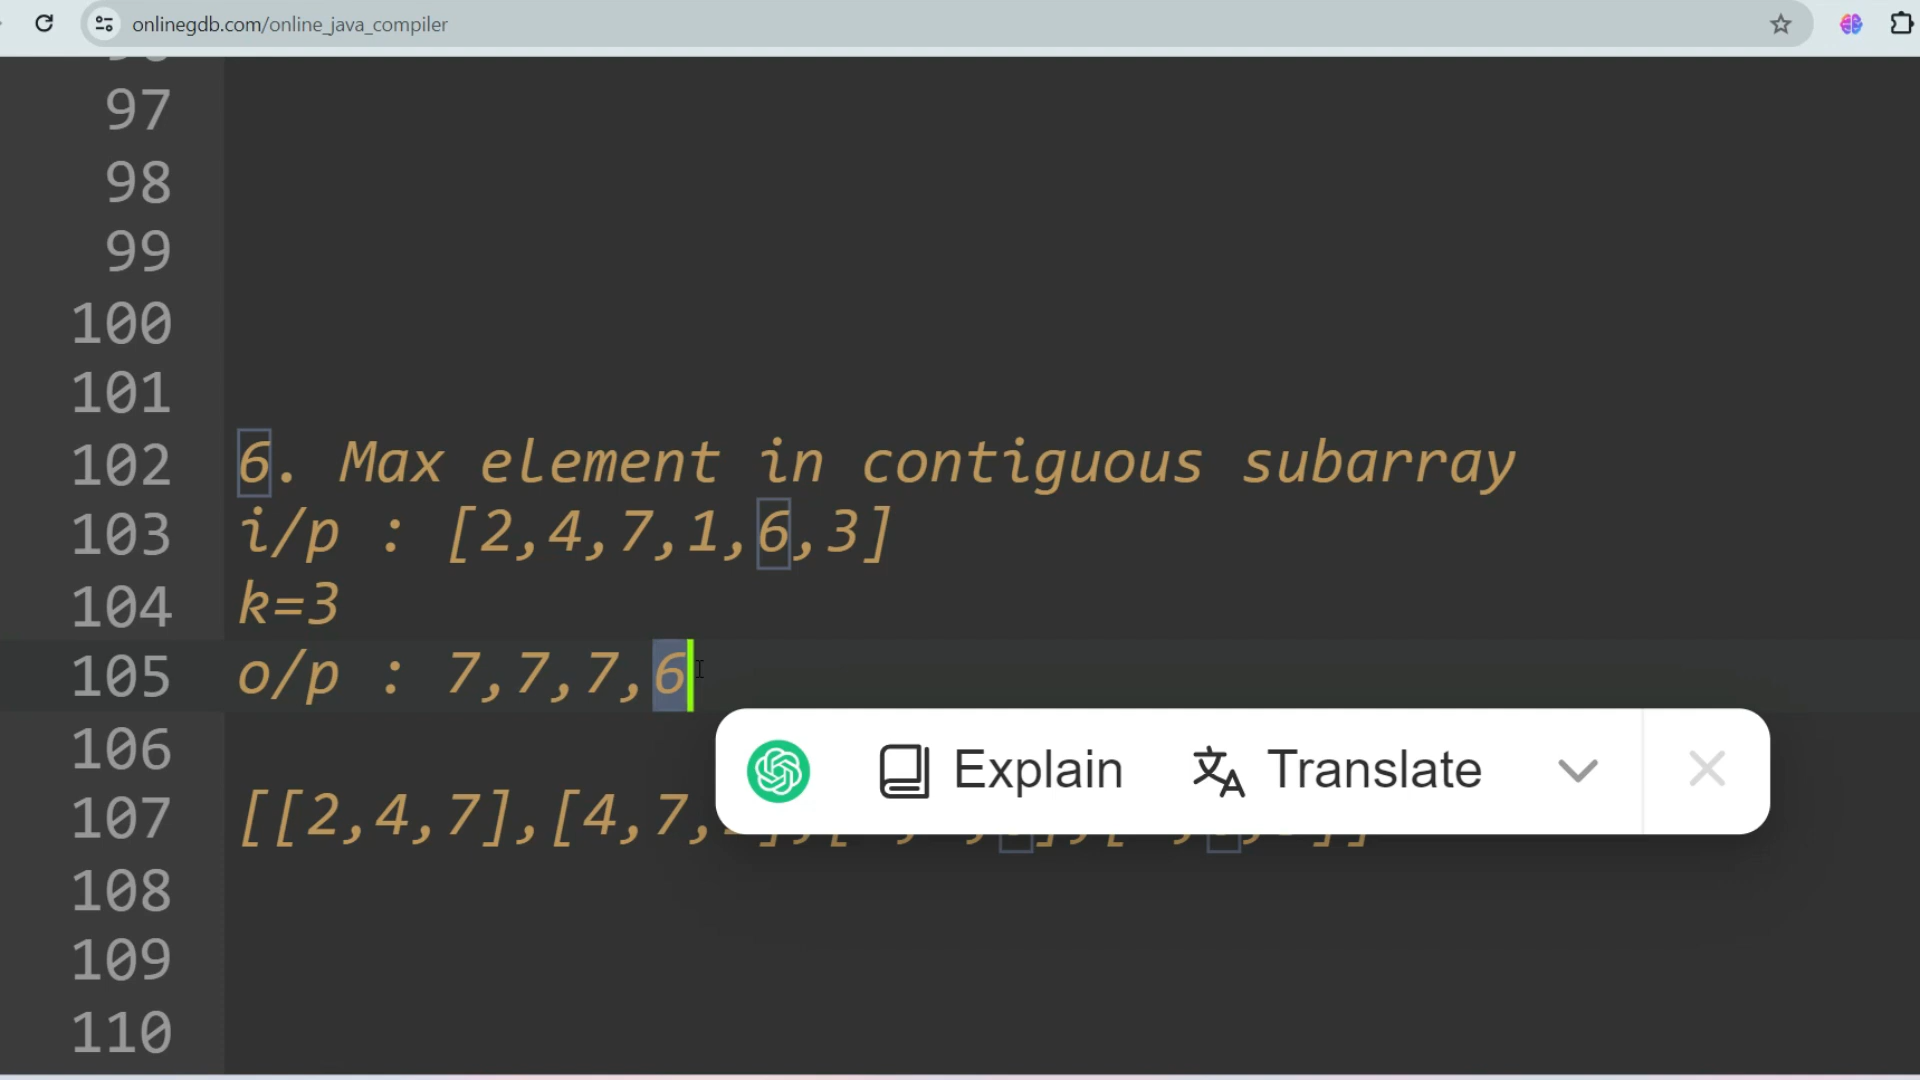 onlinegdb.com/online_java_compiler
97
98
99
100
101
102 6. Max element in contiguous subarray
103 i/p : [2,4,7,1,6,3]
104 k=3
105 o/p : 7,7,7,6
106
Explain Translate
107 [[2,4,7],[4,7,
108
109
110